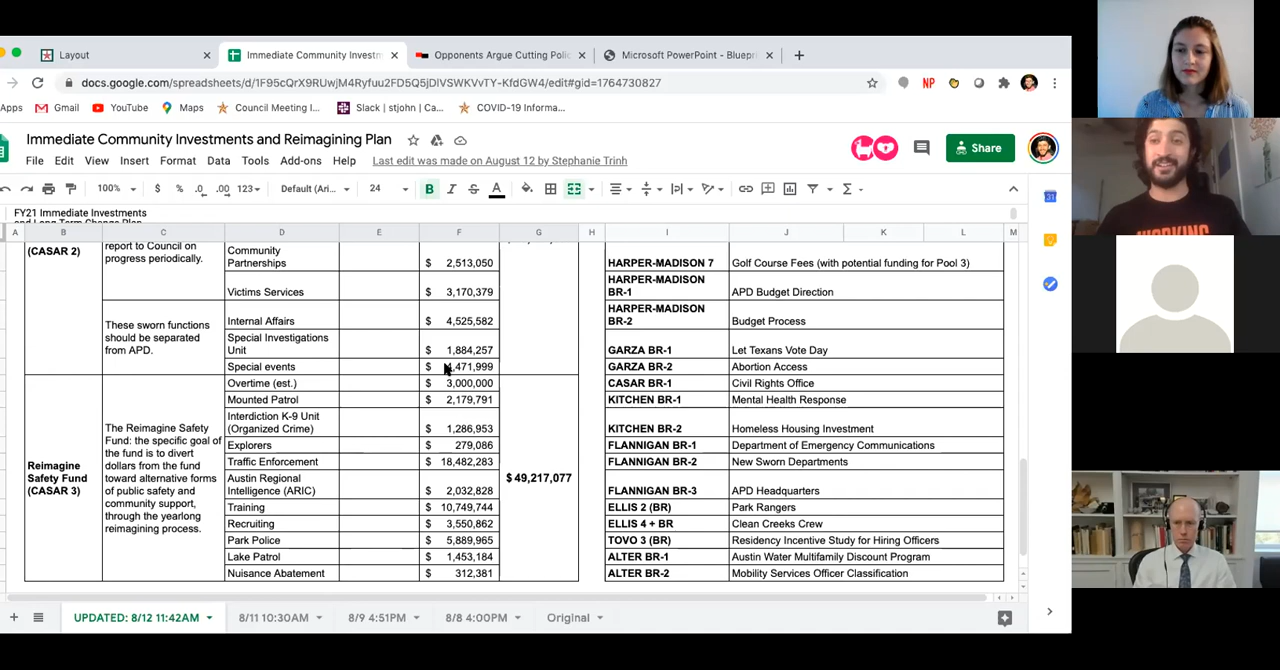 Layout
Immediate Community Investm
Opponents Argue Cutting Polic
Microsoft PowerPoint - Bluepri
docs.google.com/spreadsheets/d/1F95cQrX9RUwjM4Ryfuu2FD5Q5jDlVSWKVvTY-KfdGW4/edit#gid=1764730827
NP
Apps
Gmail
YouTube
Maps
Council Meeting I...
Slack | stjohn | Ca...
COVID-19 Informa...
Immediate Community Investments and Reimagining Plan
Share
File Edit View Insert Format Data Tools Add-ons Help
Last edit was made on August 12 by Stephanie Trinh
100% $ % .0 .00 123 Default (Ari... 24 B I S A
31
FY21 Immediate Investments
and Long Term Change Plan
A B C D E F G H I J K L M
(CASAR 2)
report to Council on
progress periodically.
Community
Partnerships
$ 2,513,050
HARPER-MADISON 7
Golf Course Fees (with potential funding for Pool 3)
Victims Services
$ 3,170,379
HARPER-MADISON
BR-1
APD Budget Direction
These sworn functions
should be separated
from APD.
Internal Affairs
$ 4,525,582
HARPER-MADISON
BR-2
Budget Process
Special Investigations
Unit
$ 1,884,257
GARZA BR-1
Let Texans Vote Day
Special events
$ ,471,999
GARZA BR-2
Abortion Access
Reimagine
Safety Fund
(CASAR 3)
The Reimagine Safety
Fund: the specific goal of
the fund is to divert
dollars from the fund
toward alternative forms
of public safety and
community support,
through the yearlong
reimagining process.
Overtime (est.)
$ 3,000,000
$ 49,217,077
CASAR BR-1
Civil Rights Office
Mounted Patrol
$ 2,179,791
KITCHEN BR-1
Mental Health Response
Interdiction K-9 Unit
(Organized Crime)
$ 1,286,953
KITCHEN BR-2
Homeless Housing Investment
Explorers
$ 279,086
FLANNIGAN BR-1
Department of Emergency Communications
Traffic Enforcement
$ 18,482,283
FLANNIGAN BR-2
New Sworn Departments
Austin Regional
Intelligence (ARIC)
$ 2,032,828
FLANNIGAN BR-3
APD Headquarters
Training
$ 10,749,744
ELLIS 2 (BR)
Park Rangers
Recruiting
$ 3,550,862
ELLIS 4 + BR
Clean Creeks Crew
Park Police
$ 5,889,965
TOVO 3 (BR)
Residency Incentive Study for Hiring Officers
Lake Patrol
$ 1,453,184
ALTER BR-1
Austin Water Multifamily Discount Program
Nuisance Abatement
$ 312,381
ALTER BR-2
Mobility Services Officer Classification
UPDATED: 8/12 11:42AM
8/11 10:30AM
8/9 4:51PM
8/8 4:00PM
Original
WORKING